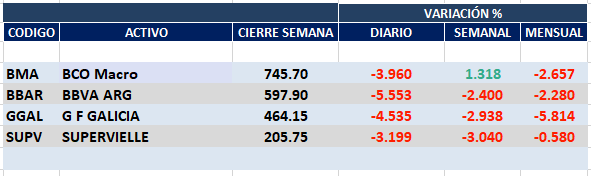 VARIACIÓN %
CODIGO ACTIVO CIERRE SEMANA DIARIO SEMANAL MENSUAL
BMA BCO Macro 745.70 -3.960 1.318 -2.657
BBAR BBVA ARG 597.90 -5.553 -2.400 -2.280
GGAL G F GALICIA 464.15 -4.535 -2.938 -5.814
SUPV SUPERVIELLE 205.75 -3.199 -3.040 -0.580